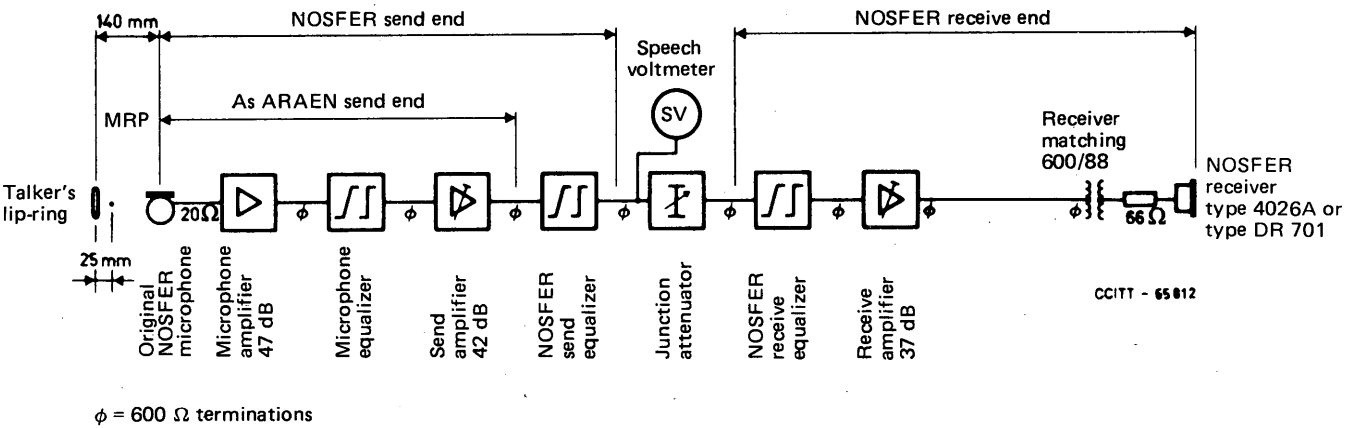 140 mm
NOSFER send end
NOSFER receive end
Speech
voltmeter
As ARAEN send end
MRP
SV
Receiver
matching
600/88
Talker's
lip-ring
20 Ω
ϕ
ϕ
ϕ
ϕ
ϕ
ϕ
ϕ
ϕ
66 Ω
NOSFER
receiver
type 4026A or
type DR 701
25 mm
Original
NOSFER
microphone
Microphone
amplifier
47 dB
Microphone
equalizer
Send
amplifier
42 dB
NOSFER
send
equalizer
Junction
attenuator
NOSFER
receive
equalizer
Receive
amplifier
37 dB
CCITT - 65812
ϕ = 600 Ω terminations